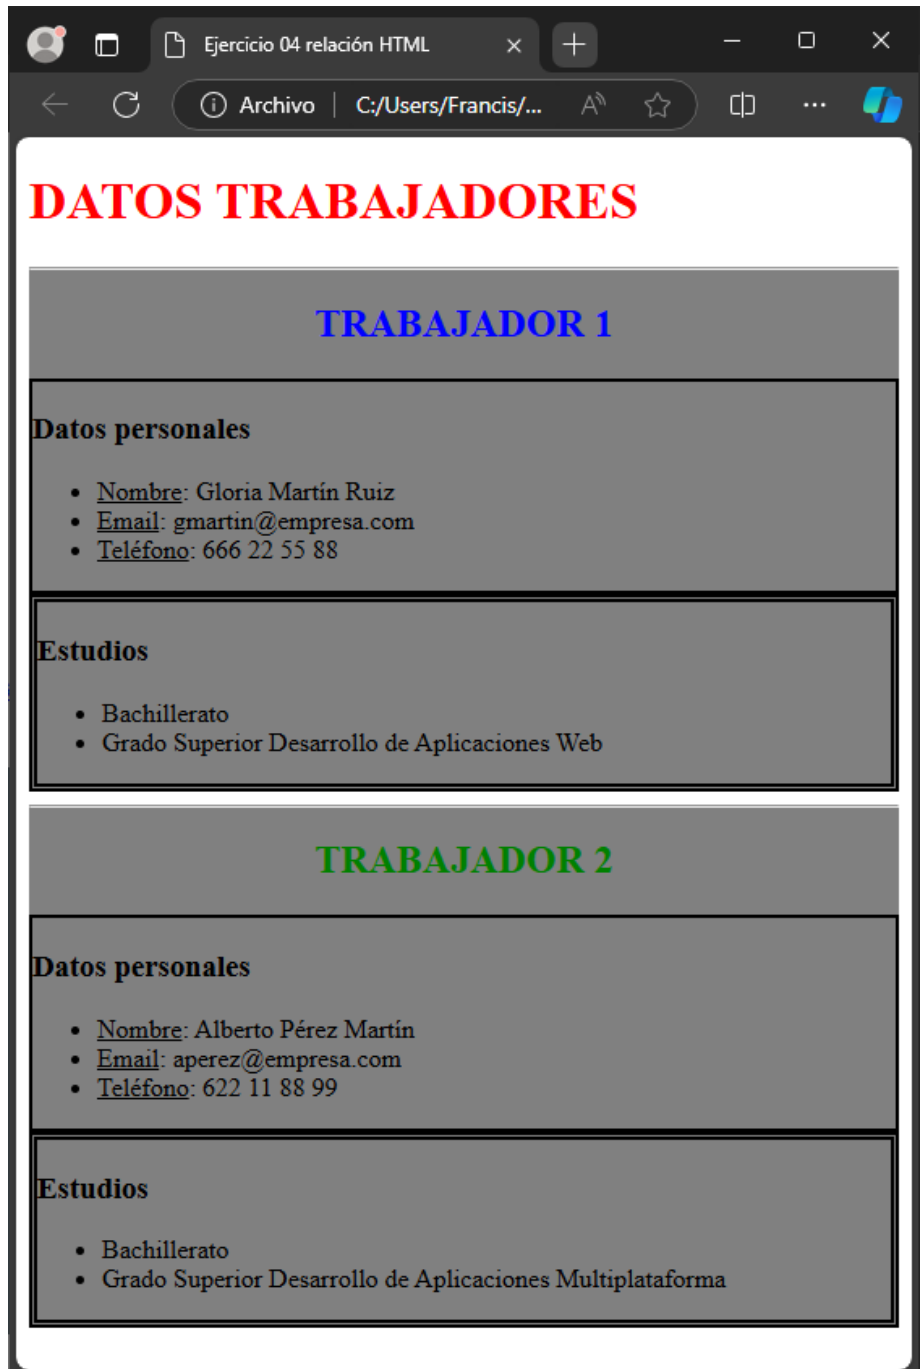 Ejercicio 04 relación HTML
Archivo | C:/Users/Francis/...
DATOS TRABAJADORES
TRABAJADOR 1
Datos personales
• Nombre: Gloria Martín Ruiz
• Email: gmartin@empresa.com
• Teléfono: 666 22 55 88
Estudios
• Bachillerato
• Grado Superior Desarrollo de Aplicaciones Web
TRABAJADOR 2
Datos personales
• Nombre: Alberto Pérez Martín
• Email: aperez@empresa.com
• Teléfono: 622 11 88 99
Estudios
• Bachillerato
• Grado Superior Desarrollo de Aplicaciones Multiplataforma